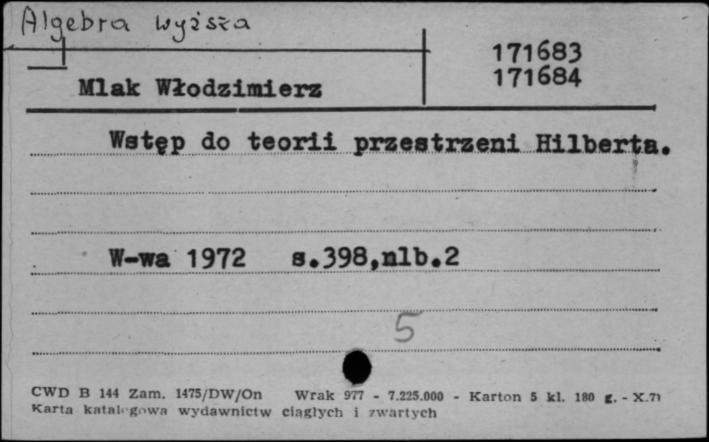 Algebra wyższa
171683
171684
Mlak Włodzimierz
Wstęp do teorii przestrzeni Hilberta.
W-wa 1972 s.398,nlb.2
5
CWD B 144 Zam. 1475/DW/On Wrak 977 - 7.225.000 - Karton 5 kl. 180 g. - X.71
Karta katalogowa wydawnictw ciągłych i zwartych